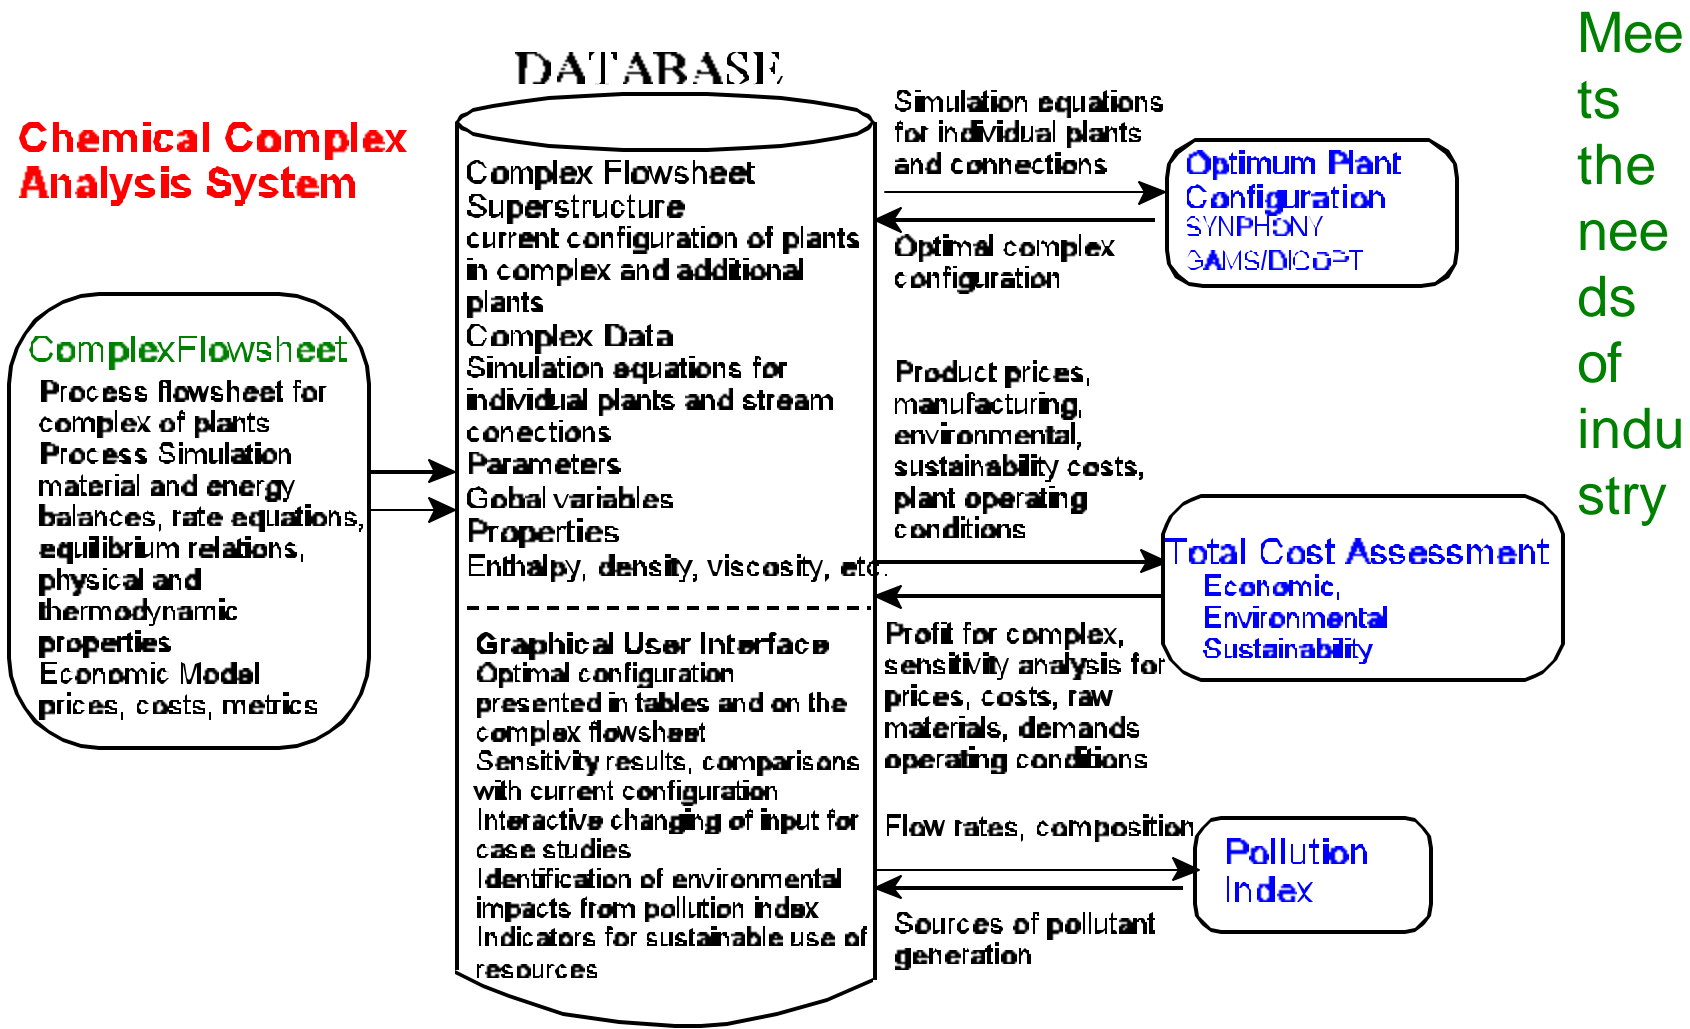 DATABASE
Chemical Complex
Analysis System
ComplexFlowsheet
Process flowsheet for
complex of plants
Process Simulation
material and energy
balances, rate equations,
equilibrium relations,
physical and
thermodynamic
properties
Economic Model
prices, costs, metrics
Complex Flowsheet
Superstructure
current configuration of plants
in complex and additional
plants
Complex Data
Simulation equations for
individual plants and stream
conections
Parameters
Gobal variables
Properties
Enthalpy, density, viscosity, etc.
Graphical User Interface
Optimal configuration
presented in tables and on the
complex flowsheet
Sensitivity results, comparisons
with current configuration
Interactive changing of input for
case studies
Identification of environmental
impacts from pollution index
Indicators for sustainable use of
resources
Simulation equations
for individual plants
and connections
Optimal complex
configuration
Optimum Plant
Configuration
SYNPHONY
GAMS/DICOPT
Product prices,
manufacturing,
environmental,
sustainability costs,
plant operating
conditions
Total Cost Assessment
Economic,
Environmental
Sustainability
Profit for complex,
sensitivity analysis for
prices, costs, raw
materials, demands
operating conditions
Flow rates, composition
Pollution
Index
Sources of pollutant
generation
Mee
ts
the
nee
ds
of
indu
stry